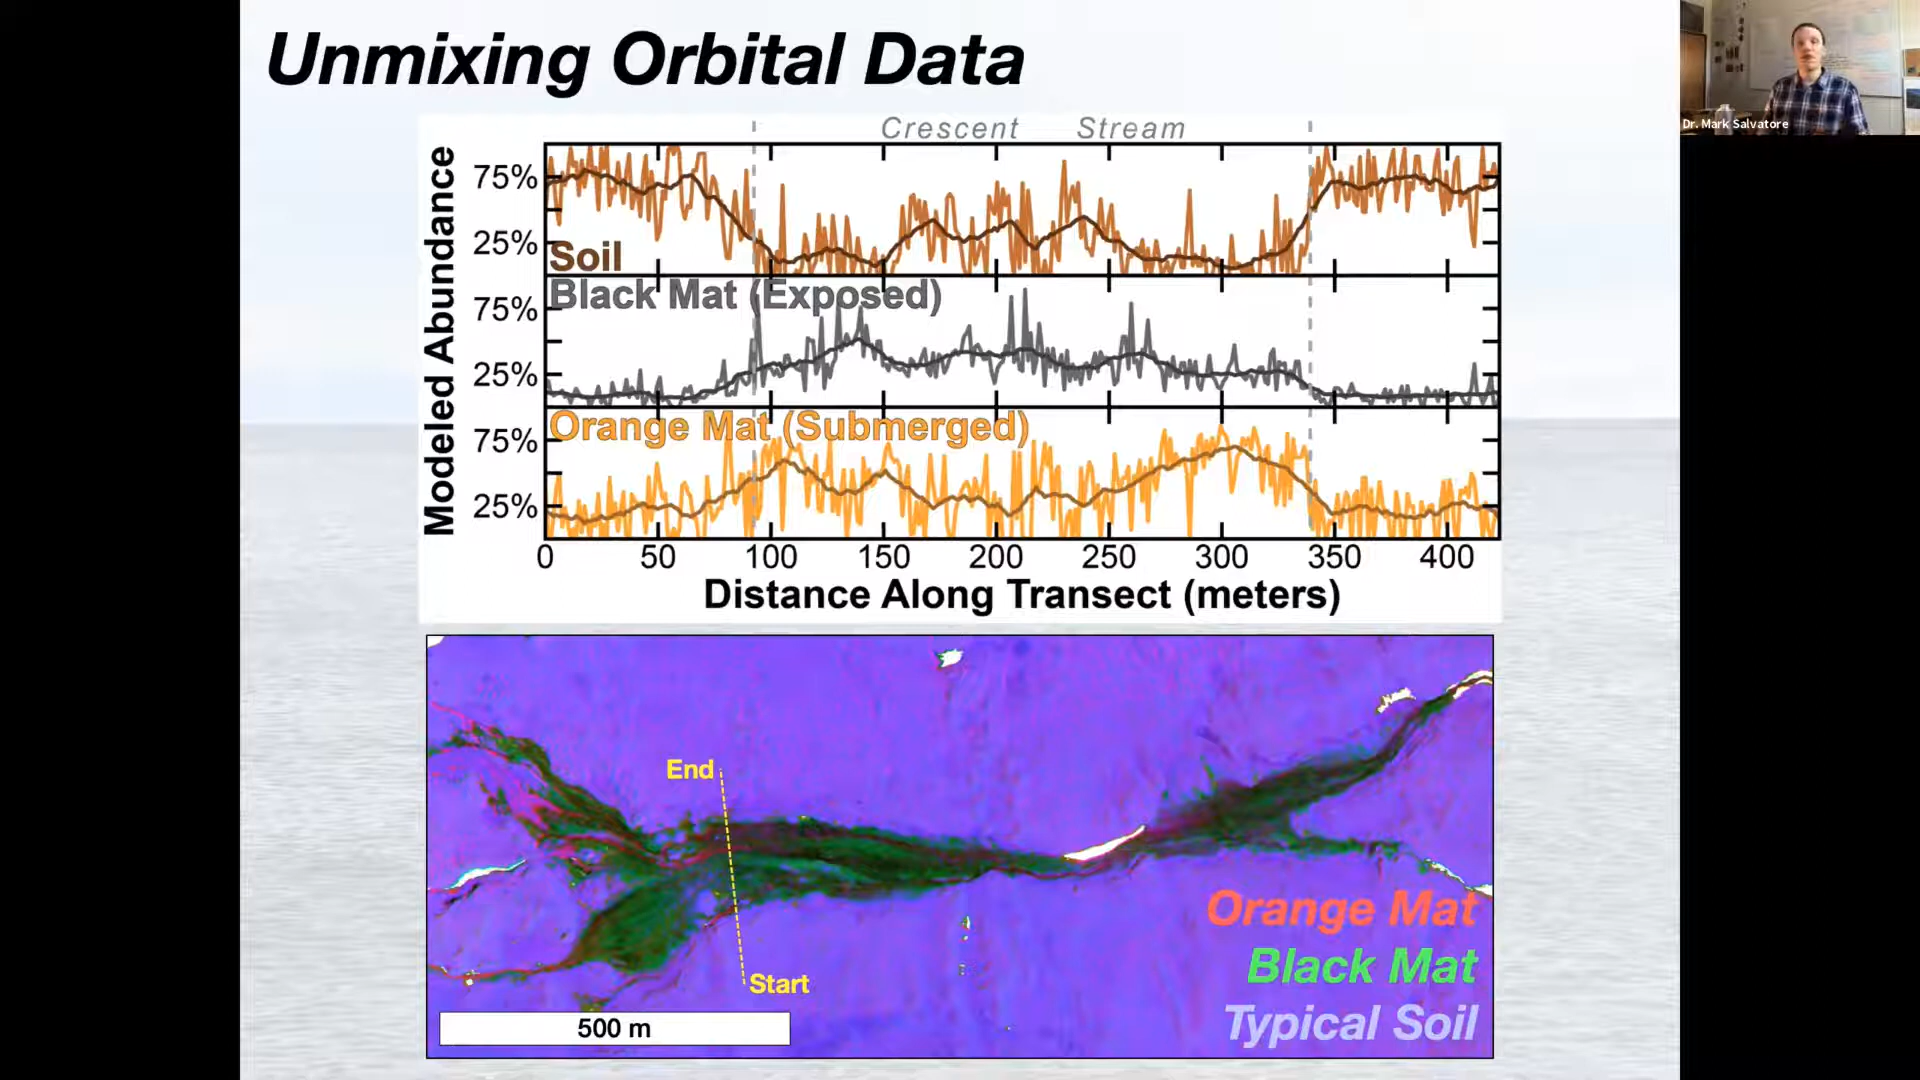 Unmixing Orbital Data
Dr. Mark Salvatore
Crescent Stream
Modeled Abundance
75%
25%
Soil
75%
25%
Black Mat (Exposed)
75%
25%
Orange Mat (Submerged)
0 50 100 150 200 250 300 350 400
Distance Along Transect (meters)
End
Start
Orange Mat
Black Mat
Typical Soil
500 m